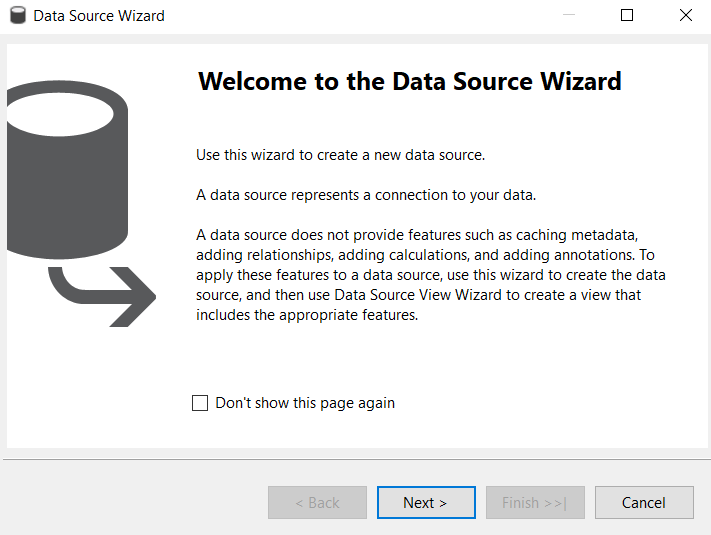 Data Source Wizard
Welcome to the Data Source Wizard
Use this wizard to create a new data source.
A data source represents a connection to your data.
A data source does not provide features such as caching metadata,
adding relationships, adding calculations, and adding annotations. To
apply these features to a data source, use this wizard to create the data
source, and then use Data Source View Wizard to create a view that
includes the appropriate features.
Don't show this page again
< Back
Next >
Finish >>|
Cancel